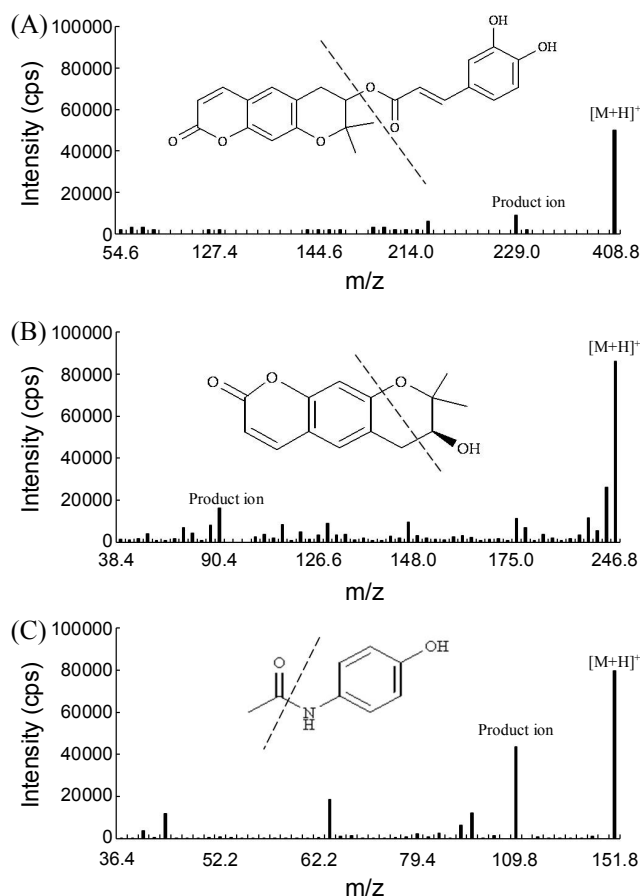 (A)
Intensity (cps)
100000
80000
60000
40000
20000
0
OH
OH
O
O
O
O
O
[M+H]+
Product ion
54.6 127.4 144.6 214.0 229.0 408.8
m/z
(B)
Intensity (cps)
100000
80000
60000
40000
20000
0
O
O
O
OH
[M+H]+
Product ion
38.4 90.4 126.6 148.0 175.0 246.8
m/z
(C)
Intensity (cps)
100000
80000
60000
40000
20000
0
O
N
H
OH
[M+H]+
Product ion
36.4 52.2 62.2 79.4 109.8 151.8
m/z